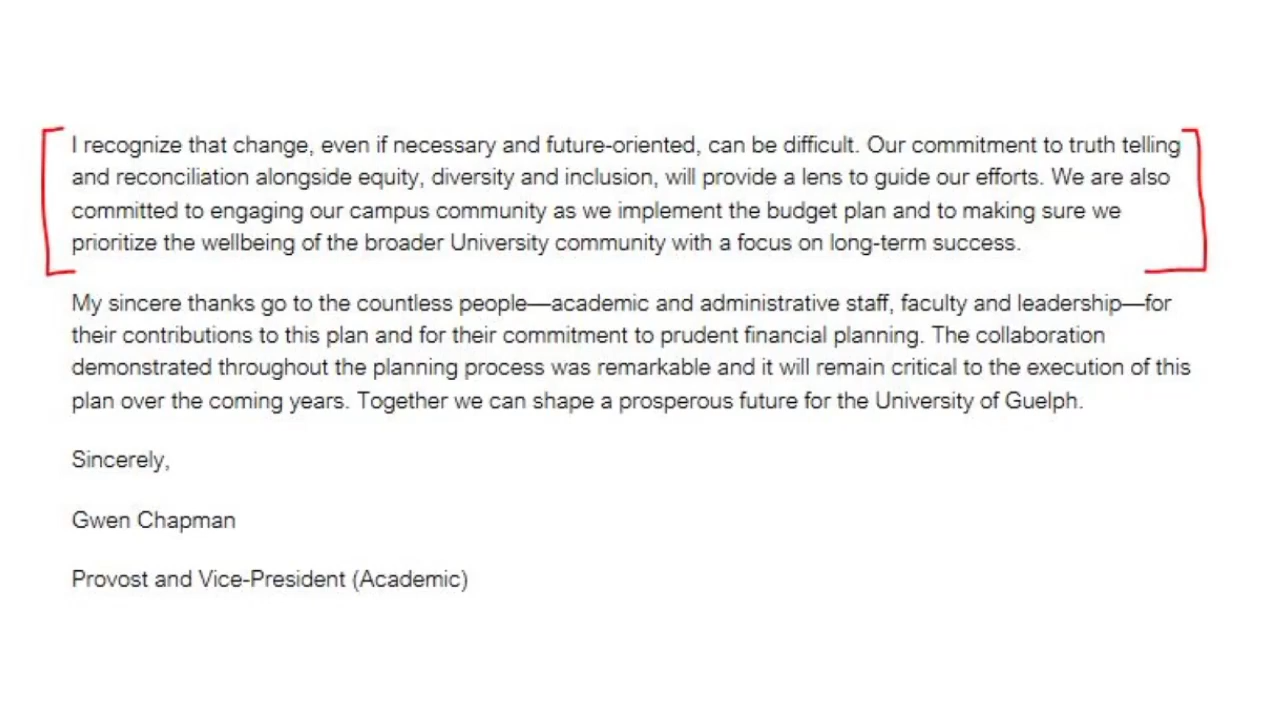 I recognize that change, even if necessary and future-oriented, can be difficult. Our commitment to truth telling
and reconciliation alongside equity, diversity and inclusion, will provide a lens to guide our efforts. We are also
committed to engaging our campus community as we implement the budget plan and to making sure we
prioritize the wellbeing of the broader University community with a focus on long-term success.
My sincere thanks go to the countless people—academic and administrative staff, faculty and leadership—for
their contributions to this plan and for their commitment to prudent financial planning. The collaboration
demonstrated throughout the planning process was remarkable and it will remain critical to the execution of this
plan over the coming years. Together we can shape a prosperous future for the University of Guelph.
Sincerely,
Gwen Chapman
Provost and Vice-President (Academic)